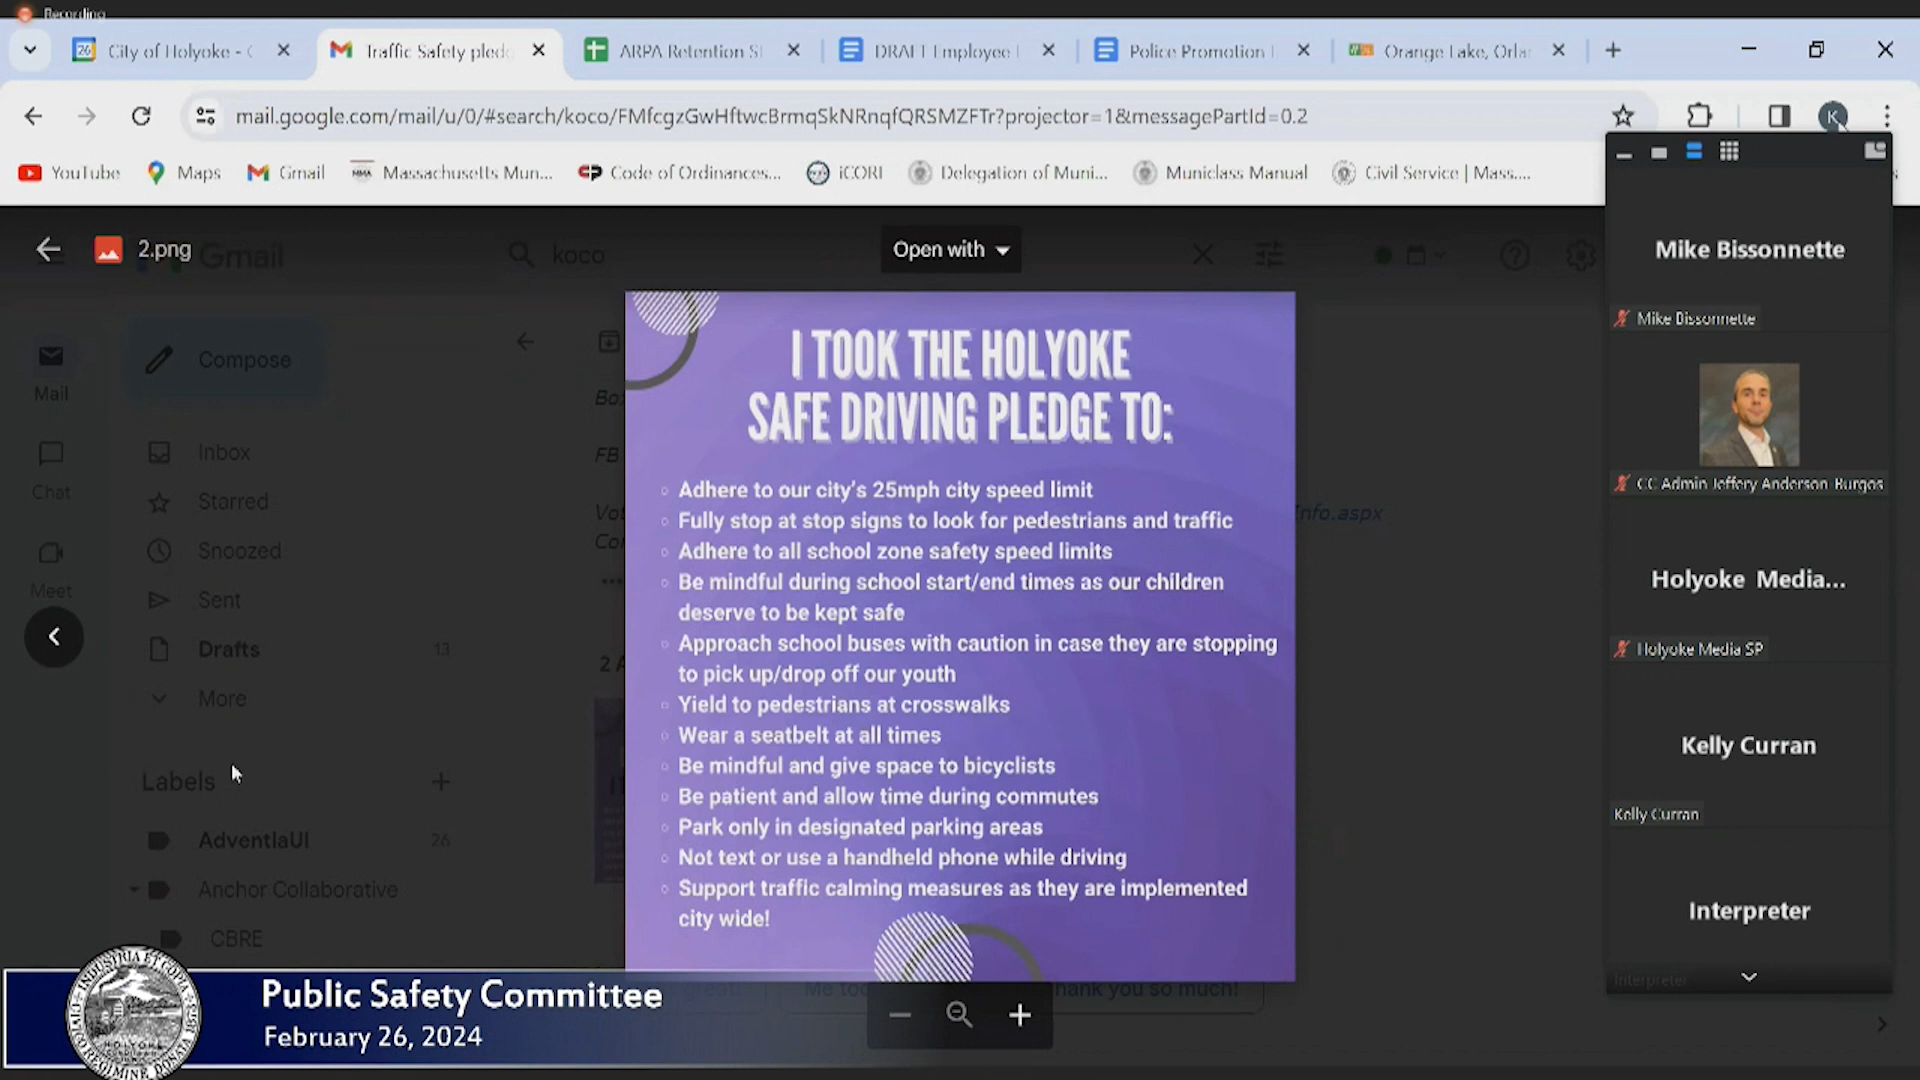 Recording
City of Holyoke - C
Traffic Safety pled
ARPA Retention S
DRAFT Employee
Police Promotion
Orange Lake, Orla
mail.google.com/mail/u/0/#search/koco/FMfcgzGwHftwcBrmqSkNRnqfQRSMZFTr?projector=1&messagePartId=0.2
K
YouTube
Maps
Gmail
MMA
Massachusetts Mun...
Code of Ordinances...
iCORI
Delegation of Muni...
Municlass Manual
Civil Service | Mass....
2.png
Gmail
koco
Open with
Compose
Mail
Chat
Meet
Inbox
Starred
Snoozed
Sent
Drafts 13
More
Labels
AdventlaUI 26
Anchor Collaborative
CBRE
FB
nfo.aspx
2 A
I TOOK THE HOLYOKE
SAFE DRIVING PLEDGE TO:
Adhere to our city's 25mph city speed limit
Fully stop at stop signs to look for pedestrians and traffic
Adhere to all school zone safety speed limits
Be mindful during school start/end times as our children
deserve to be kept safe
Approach school buses with caution in case they are stopping
to pick up/drop off our youth
Yield to pedestrians at crosswalks
Wear a seatbelt at all times
Be mindful and give space to bicyclists
Be patient and allow time during commutes
Park only in designated parking areas
Not text or use a handheld phone while driving
Support traffic calming measures as they are implemented
city wide!
great!
Me too
hank you so much!
Mike Bissonnette
Mike Bissonnette
CC Admin Jeffery Anderson-Burgos
Holyoke Media...
Holyoke Media SP
Kelly Curran
Kelly Curran
Interpreter
Interpreter
Public Safety Committee
February 26, 2024